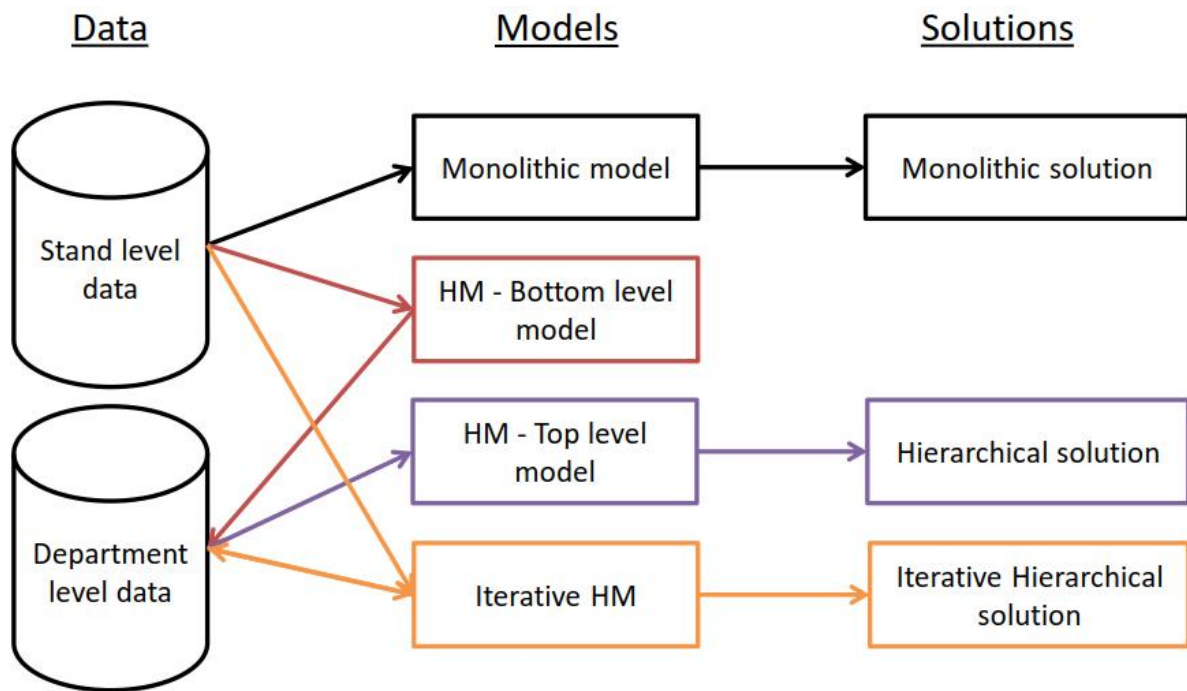 Data
Models
Solutions
Stand level
data
Monolithic model
Monolithic solution
HM - Bottom level
model
Department
level data
HM - Top level
model
Hierarchical solution
Iterative HM
Iterative Hierarchical
solution